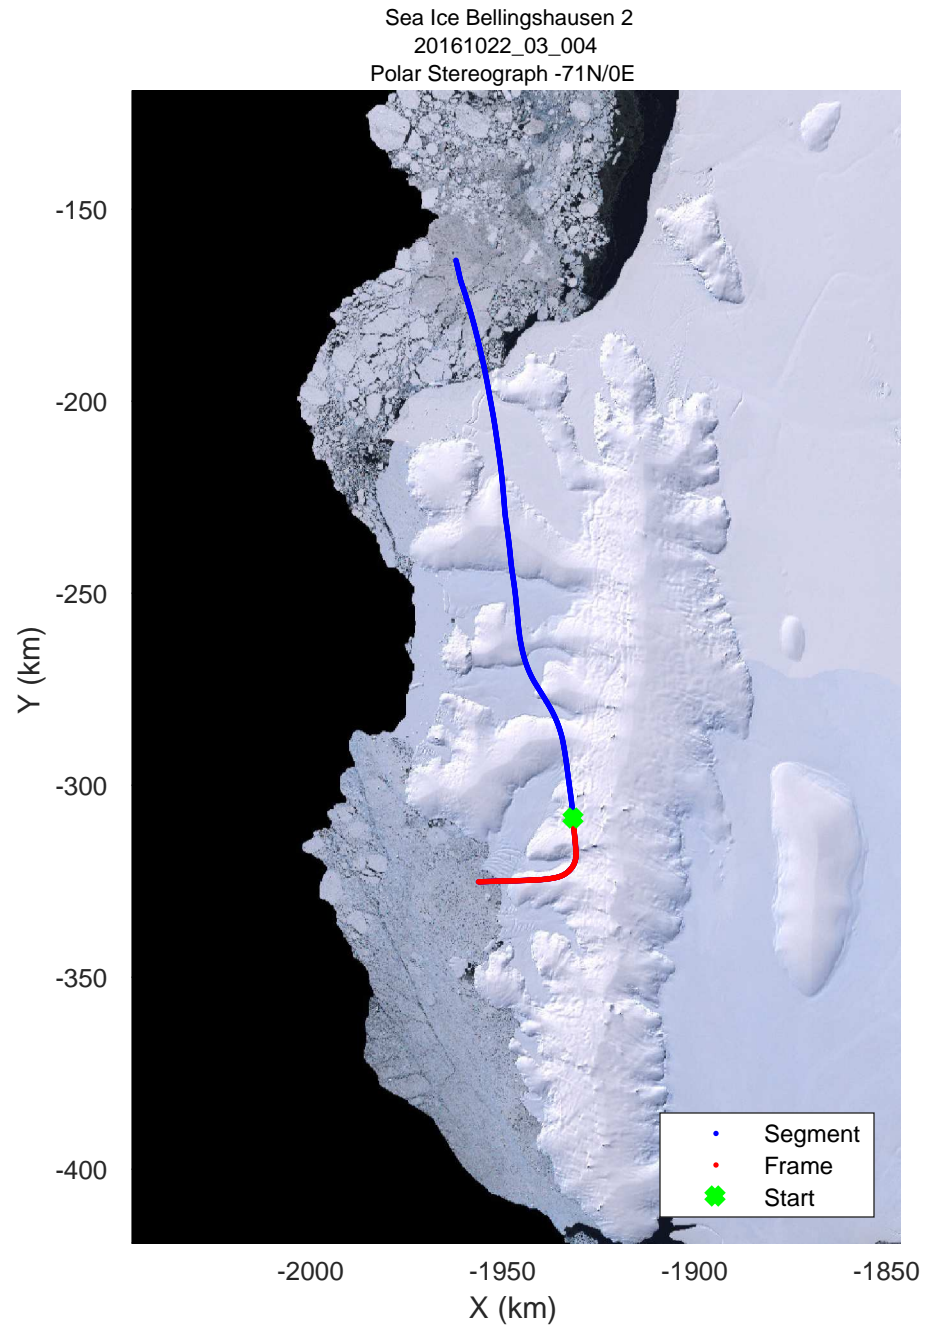 Sea Ice Bellingshausen 2
20161022_03_004
Polar Stereograph -71N/0E
-150
-200
-250
-300
-350
-400
Y (km)
Segment
Frame
Start
-2000
-1950
-1900
-1850
X (km)